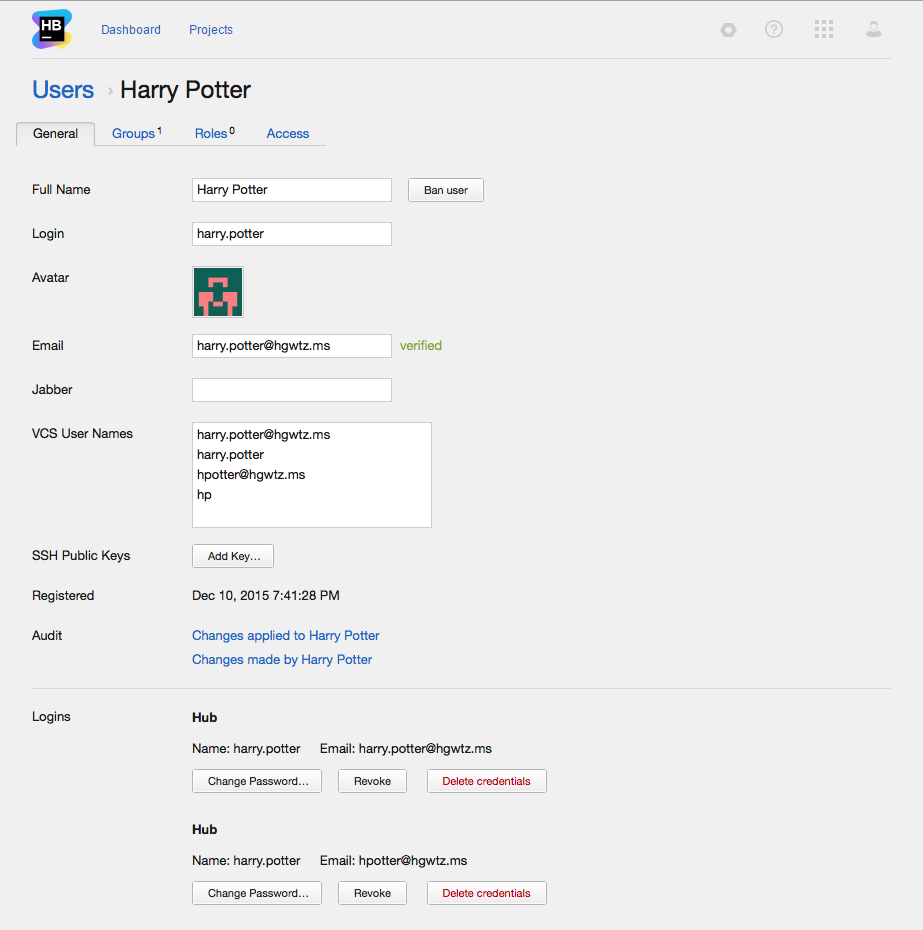 HB
Dashboard Projects
?
Users › Harry Potter
General Groups 1 Roles 0 Access
Full Name Harry Potter Ban user
Login harry.potter
Avatar
Email harry.potter@hgwtz.ms verified
Jabber
VCS User Names harry.potter@hgwtz.ms
harry.potter
hpotter@hgwtz.ms
hp
SSH Public Keys Add Key...
Registered Dec 10, 2015 7:41:28 PM
Audit Changes applied to Harry Potter
Changes made by Harry Potter
Logins Hub
Name: harry.potter Email: harry.potter@hgwtz.ms
Change Password... Revoke Delete credentials
Hub
Name: harry.potter Email: hpotter@hgwtz.ms
Change Password... Revoke Delete credentials